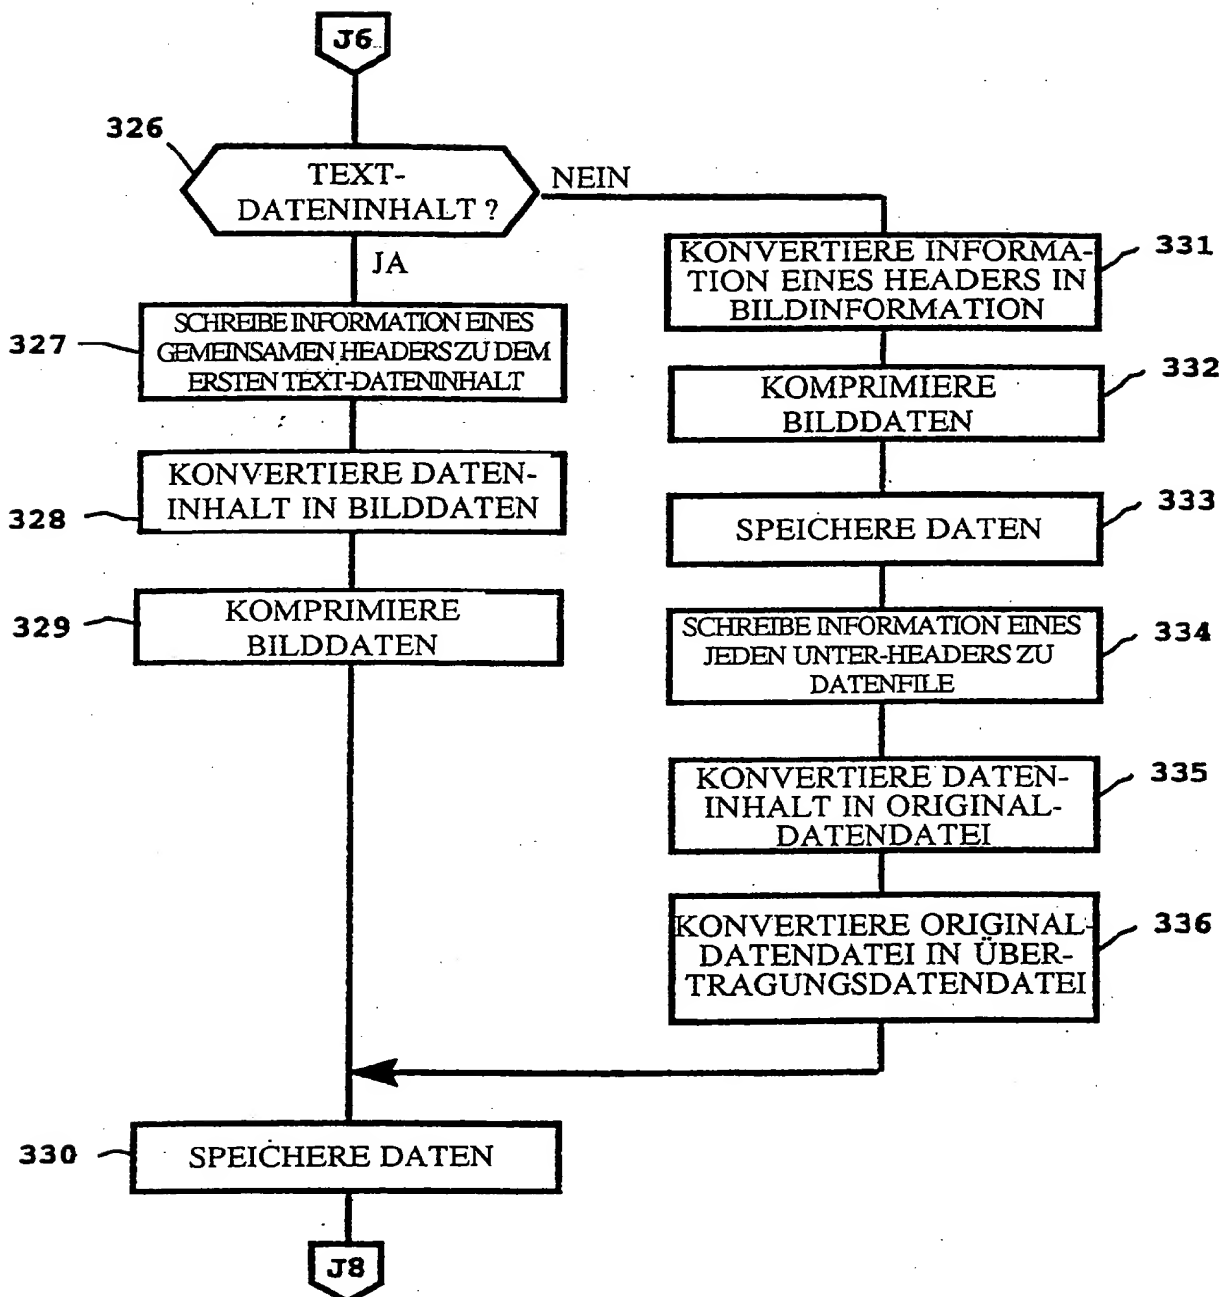 J6
326
TEXT-
DATENINHALT ?
NEIN
JA
327
SCHREIBE INFORMATION EINES
GEMEINSAMEN HEADERS ZU DEM
ERSTEN TEXT-DATENINHALT
328
KONVERTIERE DATEN-
INHALT IN BILDDATEN
329
KOMPRIMIERE
BILDDATEN
331
KONVERTIERE INFORMA-
TION EINES HEADERS IN
BILDINFORMATION
332
KOMPRIMIERE
BILDDATEN
333
SPEICHERE DATEN
334
SCHREIBE INFORMATION EINES
JEDEN UNTER-HEADERS ZU
DATENFILE
335
KONVERTIERE DATEN-
INHALT IN ORIGINAL-
DATENDATEI
336
KONVERTIERE ORIGINAL-
DATENDATEI IN ÜBER-
TRAGUNGSDATENDATEI
330
SPEICHERE DATEN
J8